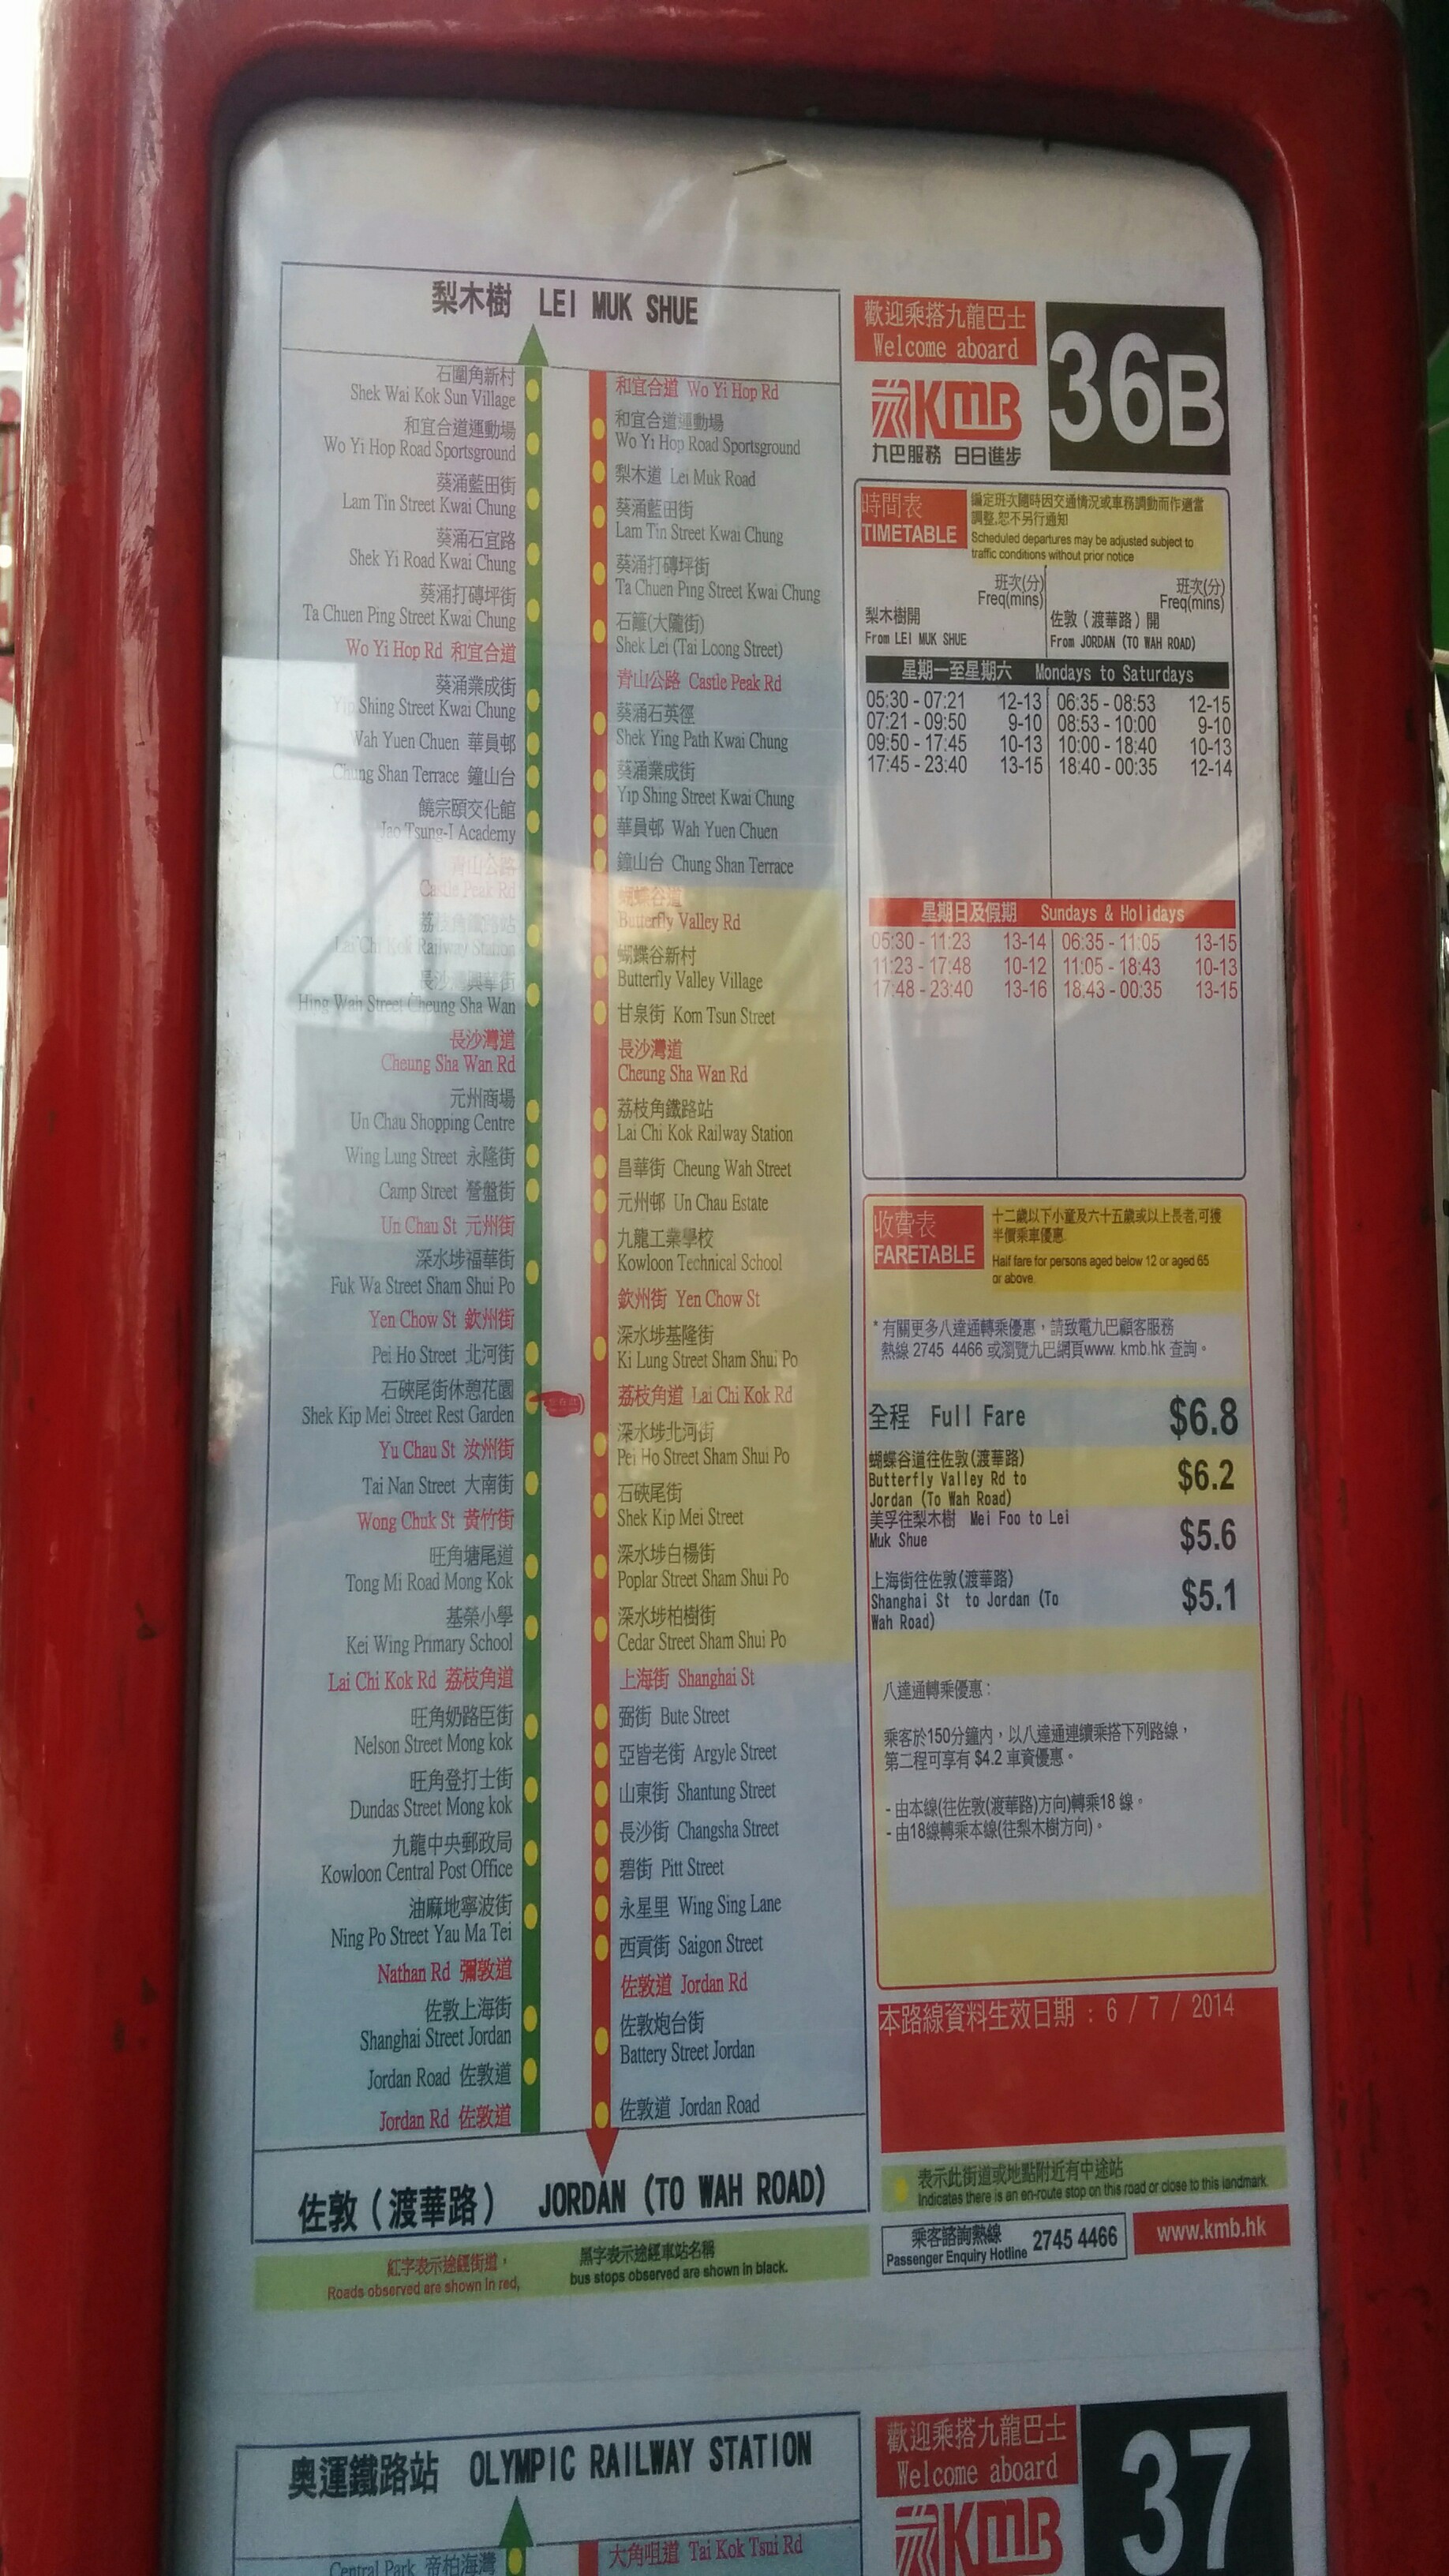 梨木樹 LEI MUK SHUE
石圍角新村
Shek Wai Kok Sun Village
和宜合道運動場
Wo Yi Hop Road Sportsground
葵涌藍田街
Lam Tin Street Kwai Chung
葵涌石宜路
Shek Yi Road Kwai Chung
葵涌打磚坪街
Ta Chuen Ping Street Kwai Chung
Wo Yi Hop Rd 和宜合道
葵涌業成街
Yip Shing Street Kwai Chung
Wah Yuen Chuen 華員邨
Chung Shan Terrace 鐘山台
饒宗頤文化館
Jao Tsung-I Academy
青山公路
Castle Peak Rd
荔枝角鐵路站
Lai Chi Kok Railway Station
長沙灣興華街
Hing Wah Street Cheung Sha Wan
長沙灣道
Cheung Sha Wan Rd
元州商場
Un Chau Shopping Centre
Wing Lung Street 永隆街
Camp Street 營盤街
Un Chau St 元州街
深水埗福華街
Fuk Wa Street Sham Shui Po
Yen Chow St 欽州街
Pei Ho Street 北河街
石硤尾街休憩花園
Shek Kip Mei Street Rest Garden
Yu Chau St 汝州街
Tai Nan Street 大南街
Wong Chuk St 黃竹街
旺角塘尾道
Tong Mi Road Mong Kok
基榮小學
Kei Wing Primary School
Lai Chi Kok Rd 荔枝角道
旺角奶路臣街
Nelson Street Mong kok
旺角登打士街
Dundas Street Mong kok
九龍中央郵政局
Kowloon Central Post Office
油麻地寧波街
Ning Po Street Yau Ma Tei
Nathan Rd 彌敦道
佐敦上海街
Shanghai Street Jordan
Jordan Road 佐敦道
Jordan Rd 佐敦道
和宜合道 Wo Yi Hop Rd
和宜合道運動場
Wo Yi Hop Road Sportsground
梨木道 Lei Muk Road
葵涌藍田街
Lam Tin Street Kwai Chung
葵涌打磚坪街
Ta Chuen Ping Street Kwai Chung
石籬(大隴街)
Shek Lei (Tai Loong Street)
青山公路 Castle Peak Rd
葵涌石英徑
Shek Ying Path Kwai Chung
葵涌業成街
Yip Shing Street Kwai Chung
華員邨 Wah Yuen Chuen
鐘山台 Chung Shan Terrace
蝴蝶谷道
Butterfly Valley Rd
蝴蝶谷新村
Butterfly Valley Village
甘泉街 Kom Tsun Street
長沙灣道
Cheung Sha Wan Rd
荔枝角鐵路站
Lai Chi Kok Railway Station
昌華街 Cheung Wah Street
元州邨 Un Chau Estate
九龍工業學校
Kowloon Technical School
欽州街 Yen Chow St
深水埗基隆街
Ki Lung Street Sham Shui Po
荔枝角道 Lai Chi Kok Rd
深水埗北河街
Pei Ho Street Sham Shui Po
石硤尾街
Shek Kip Mei Street
深水埗白楊街
Poplar Street Sham Shui Po
深水埗柏樹街
Cedar Street Sham Shui Po
上海街 Shanghai St
弼街 Bute Street
亞皆老街 Argyle Street
山東街 Shantung Street
長沙街 Changsha Street
碧街 Pitt Street
永星里 Wing Sing Lane
西貢街 Saigon Street
佐敦道 Jordan Rd
佐敦炮台街
Battery Street Jordan
佐敦道 Jordan Road
佐敦(渡華路) JORDAN (TO WAH ROAD)
紅字表示途經街道，
Roads observed are shown in red,
黑字表示途經車站名稱
bus stops observed are shown in black.
歡迎乘搭九龍巴士
Welcome aboard
KMB
九巴服務 日日進步
36B
時間表
TIMETABLE
編定班次隨時因交通情況或車務調動而作適當
調整,恕不另行通知
Scheduled departures may be adjusted subject to
traffic conditions without prior notice
班次(分) 班次(分)
Freq(mins) Freq(mins)
梨木樹開 佐敦(渡華路)開
From LEI MUK SHUE From JORDAN (TO WAH ROAD)
星期一至星期六 Mondays to Saturdays
05:30 - 07:21 12-13 06:35 - 08:53 12-15
07:21 - 09:50 9-10 08:53 - 10:00 9-10
09:50 - 17:45 10-13 10:00 - 18:40 10-13
17:45 - 23:40 13-15 18:40 - 00:35 12-14
星期日及假期 Sundays & Holidays
05:30 - 11:23 13-14 06:35 - 11:05 13-15
11:23 - 17:48 10-12 11:05 - 18:43 10-13
17:48 - 23:40 13-16 18:43 - 00:35 13-15
收費表
FARETABLE
十二歲以下小童及六十五歲或以上長者,可獲
半價乘車優惠
Half fare for persons aged below 12 or aged 65
or above.
* 有關更多八達通轉乘優惠，請致電九巴顧客服務
熱線 2745 4466 或瀏覽九巴網頁www. kmb.hk 查詢。
全程 Full Fare $6.8
蝴蝶谷道往佐敦(渡華路)
Butterfly Valley Rd to
Jordan (To Wah Road)
$6.2
美孚往梨木樹 Mei Foo to Lei
Muk Shue
$5.6
上海街往佐敦(渡華路)
Shanghai St to Jordan (To
Wah Road)
$5.1
八達通轉乘優惠:
乘客於150分鐘內，以八達通連續乘搭下列路線，
第二程可享有 $4.2 車資優惠。
- 由本線(往佐敦(渡華路)方向)轉乘18 線。
- 由18線轉乘本線(往梨木樹方向)。
本路線資料生效日期 : 6 / 7 / 2014
表示此街道或地點附近有中途站
Indicates there is an en-route stop on this road or close to this landmark.
乘客諮詢熱線
Passenger Enquiry Hotline 2745 4466
www.kmb.hk
奧運鐵路站 OLYMPIC RAILWAY STATION
Central Park 帝柏海灣
大角咀道 Tai Kok Tsui Rd
歡迎乘搭九龍巴士
Welcome aboard
KMB
37